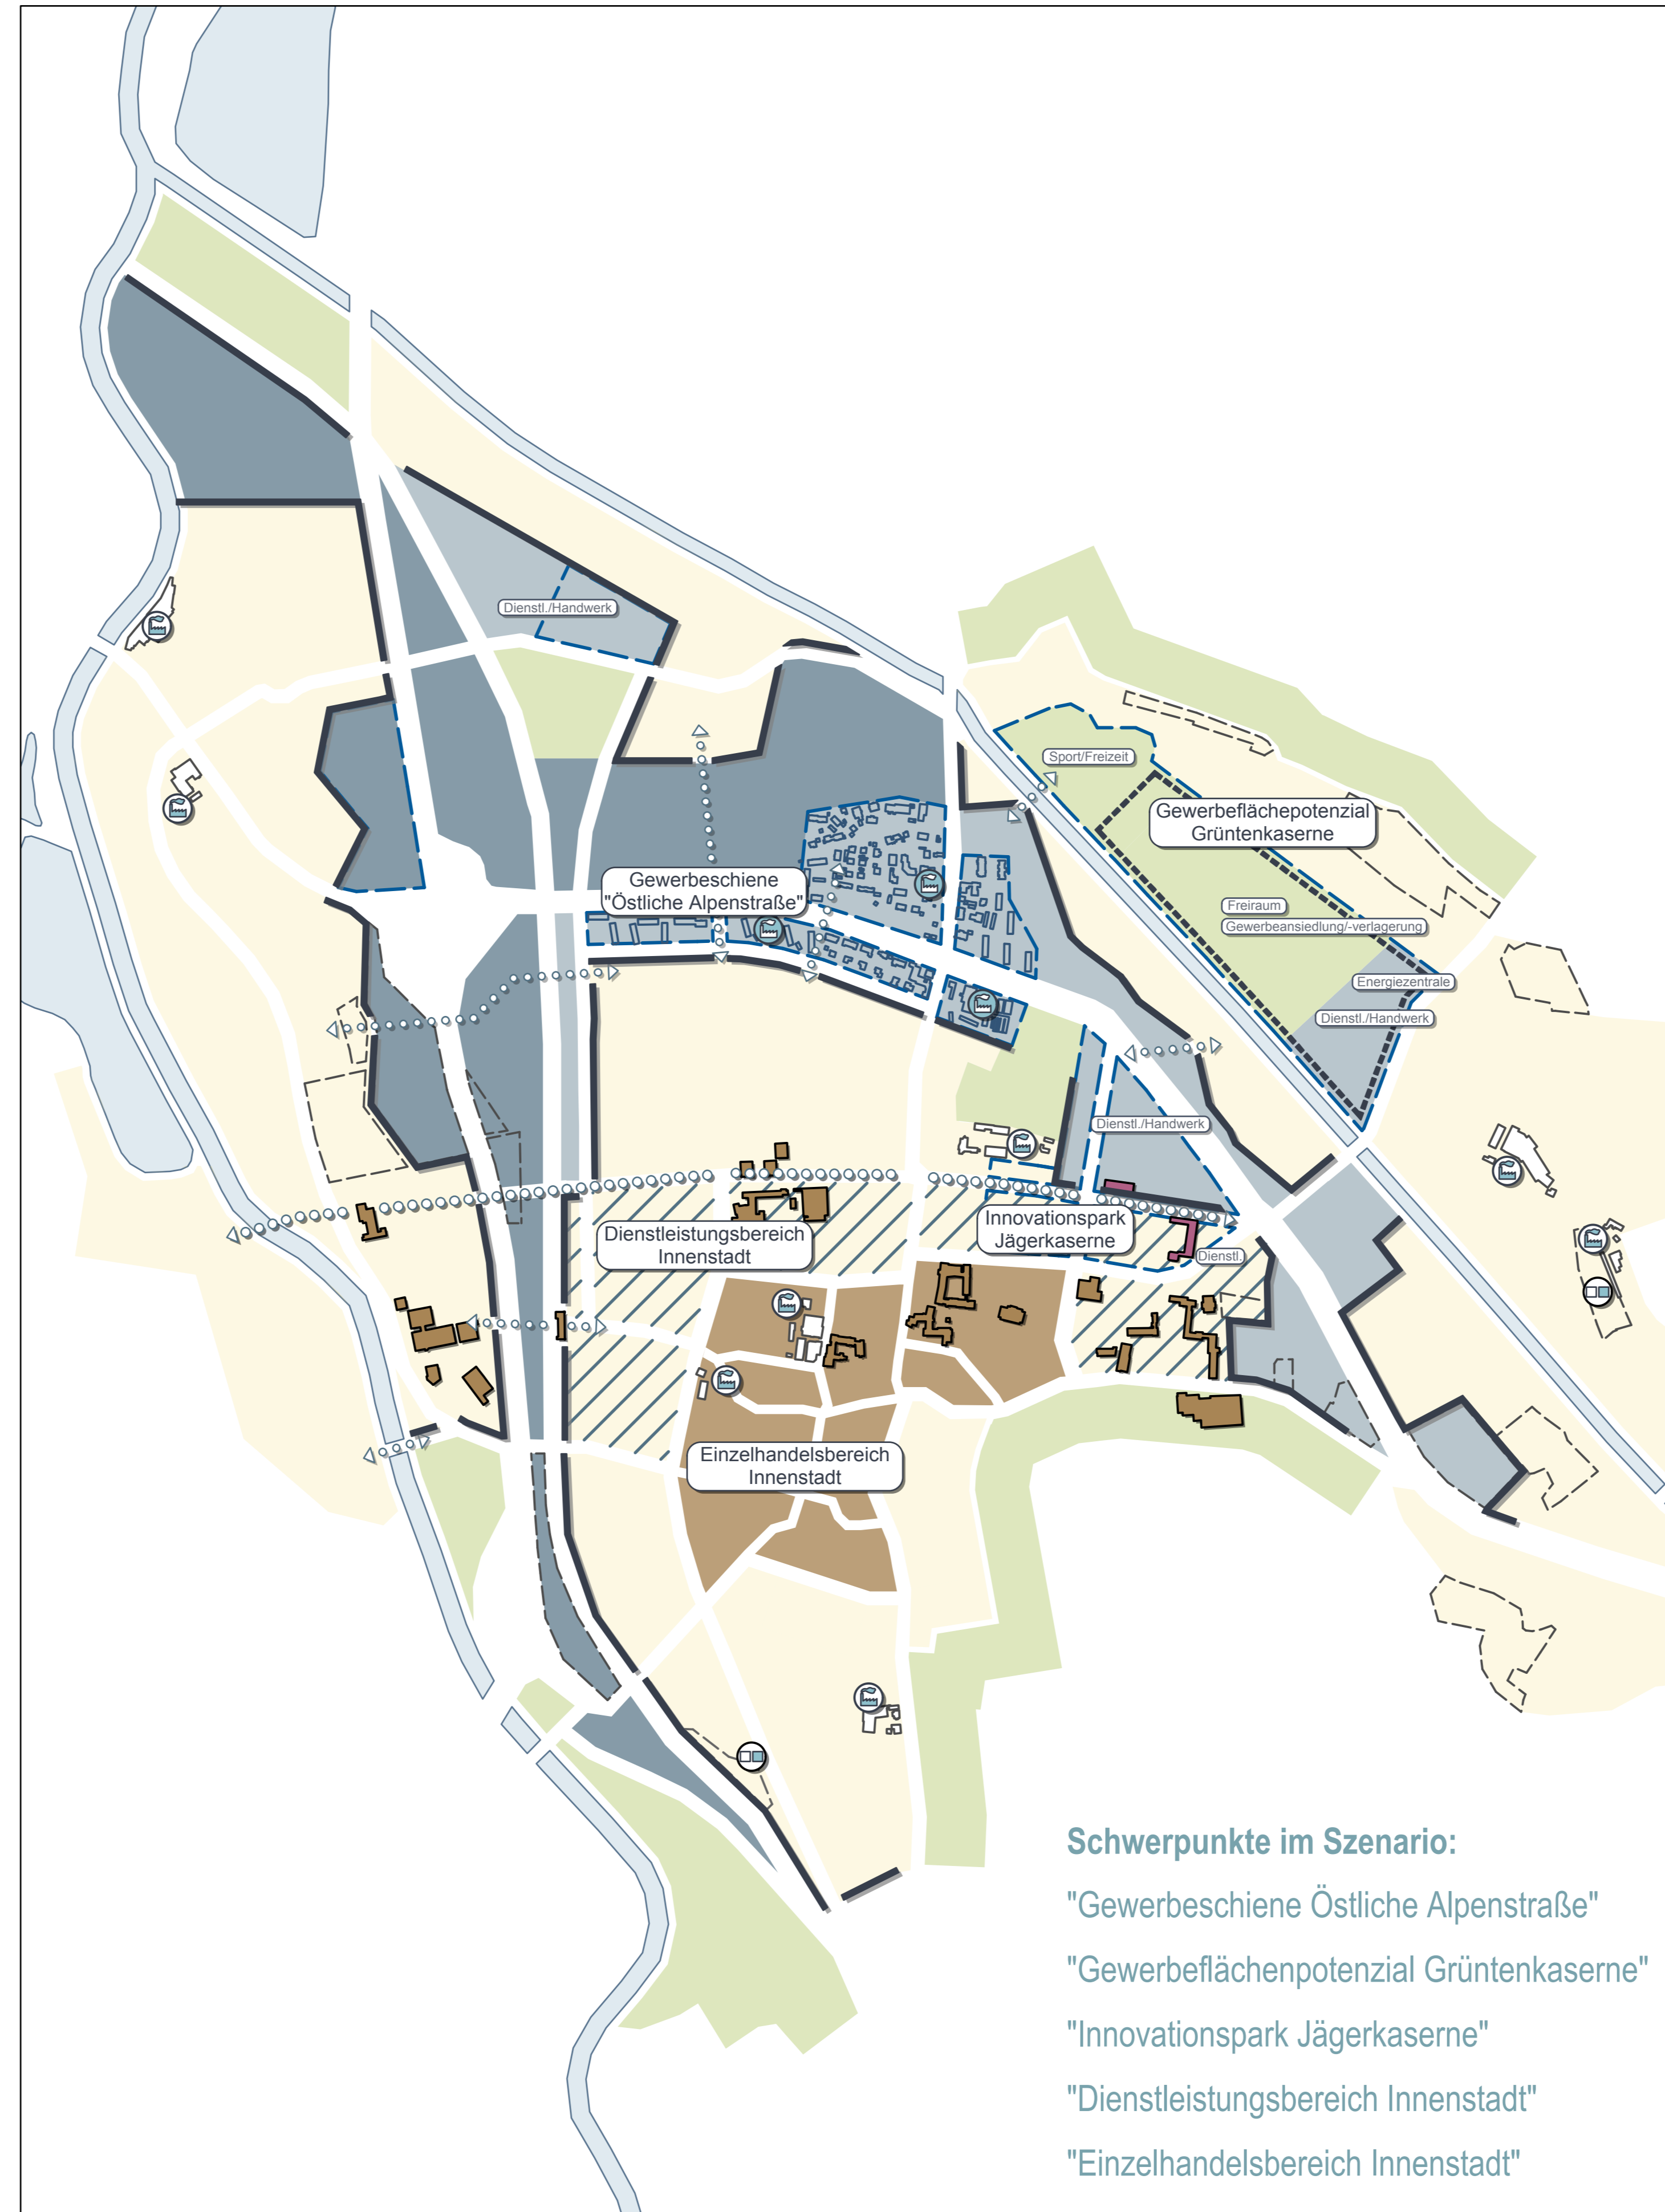 Dienstl./Handwerk
Sport/Freizeit
Gewerbeflächepotenzial
Grüntenkaserne
Gewerbeschiene
"Östliche Alpenstraße"
Freiraum
Gewerbeansiedlung/-verlagerung
Energiezentrale
Dienstl./Handwerk
Dienstl./Handwerk
Innovationspark
Jägerkaserne
Dienstleistungsbereich
Innenstadt
Dienstl.
Einzelhandelsbereich
Innenstadt
Schwerpunkte im Szenario:
"Gewerbeschiene Östliche Alpenstraße"
"Gewerbeflächenpotenzial Grüntenkaserne"
"Innovationspark Jägerkaserne"
"Dienstleistungsbereich Innenstadt"
"Einzelhandelsbereich Innenstadt"